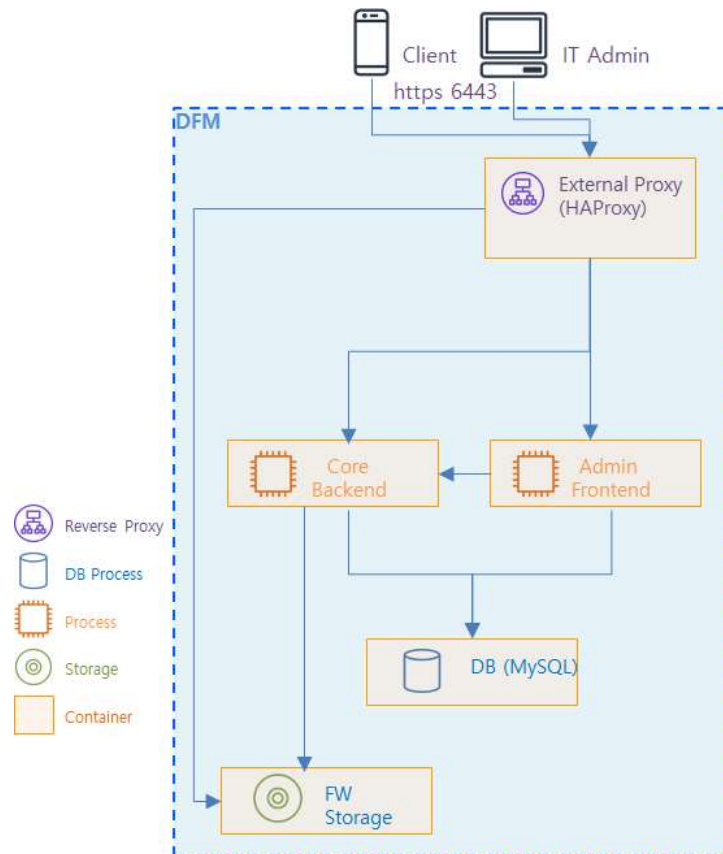 Client
IT Admin
https 6443
DFM
External Proxy
(HAProxy)
Core
Backend
Admin
Frontend
DB (MySQL)
FW
Storage
Reverse Proxy
DB Process
Process
Storage
Container